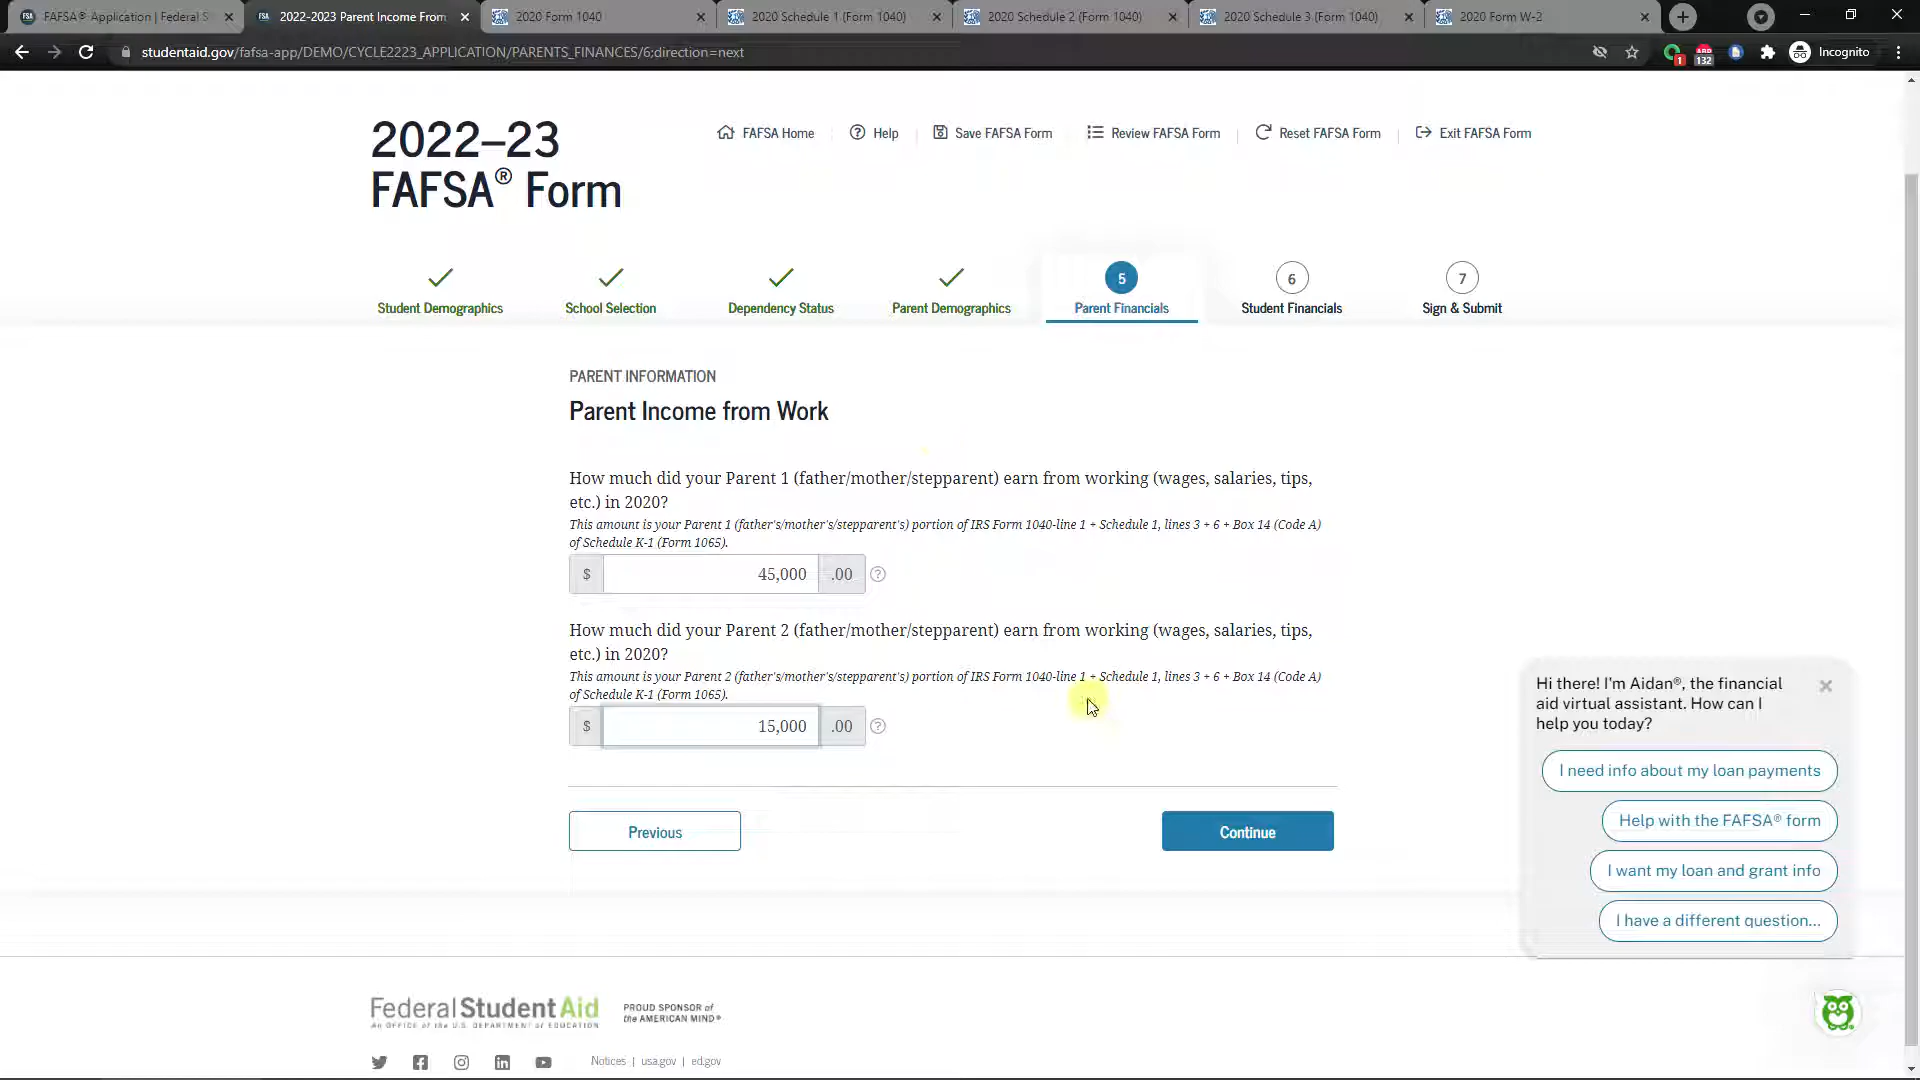 FAFSA® Application | Federal S
2022-2023 Parent Income From
2020 Form 1040
2020 Schedule 1 (Form 1040)
2020 Schedule 2 (Form 1040)
2020 Schedule 3 (Form 1040)
2020 Form W-2
studentaid.gov/fafsa-app/DEMO/CYCLE2223_APPLICATION/PARENTS_FINANCES/6;direction=next
1
132
Incognito
2022–23
FAFSA® Form
FAFSA Home
Help
Save FAFSA Form
Review FAFSA Form
Reset FAFSA Form
Exit FAFSA Form
Student Demographics
School Selection
Dependency Status
Parent Demographics
5
Parent Financials
6
Student Financials
7
Sign & Submit
PARENT INFORMATION
Parent Income from Work
How much did your Parent 1 (father/mother/stepparent) earn from working (wages, salaries, tips,
etc.) in 2020?
This amount is your Parent 1 (father's/mother's/stepparent's) portion of IRS Form 1040-line 1 + Schedule 1, lines 3 + 6 + Box 14 (Code A)
of Schedule K-1 (Form 1065).
$ 45,000 .00 ?
How much did your Parent 2 (father/mother/stepparent) earn from working (wages, salaries, tips,
etc.) in 2020?
This amount is your Parent 2 (father's/mother's/stepparent's) portion of IRS Form 1040-line 1 + Schedule 1, lines 3 + 6 + Box 14 (Code A)
of Schedule K-1 (Form 1065).
$ 15,000 .00 ?
Previous
Continue
Hi there! I'm Aidan®, the financial
aid virtual assistant. How can I
help you today?
I need info about my loan payments
Help with the FAFSA® form
I want my loan and grant info
I have a different question...
Federal Student Aid
An OFFICE of the U.S. DEPARTMENT of EDUCATION
PROUD SPONSOR of
the AMERICAN MIND®
Notices | usa.gov | ed.gov